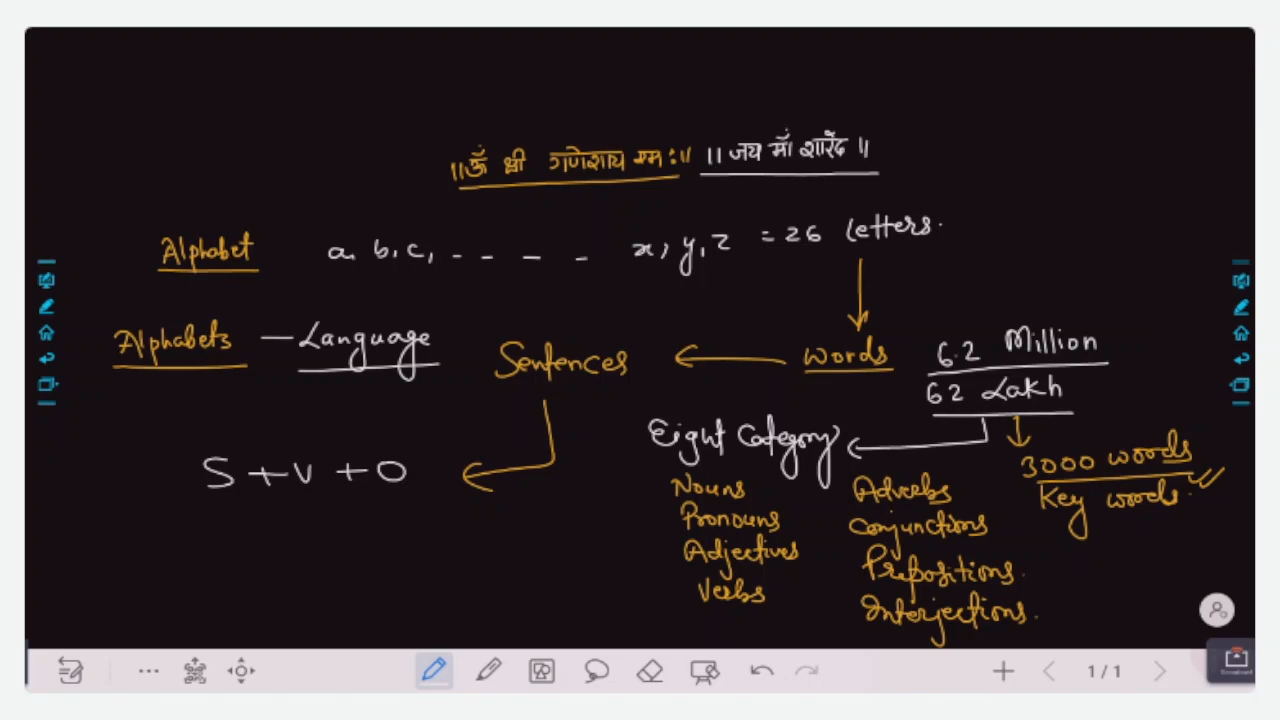 ॥ॐ श्री गणेशाय नमः॥ ॥ जय माँ शारदे ॥
Alphabet a, b, c, - - - - x, y, z = 26 letters.
Alphabets — Language
Sentences ← words
6.2 Million
62 Lakh
Eight Category
3000 words
Key words.
S + V + O
Nouns
Pronouns
Adjectives
Verbs
Adverbs
Conjunctions
Prepositions.
Interjections.
1/1